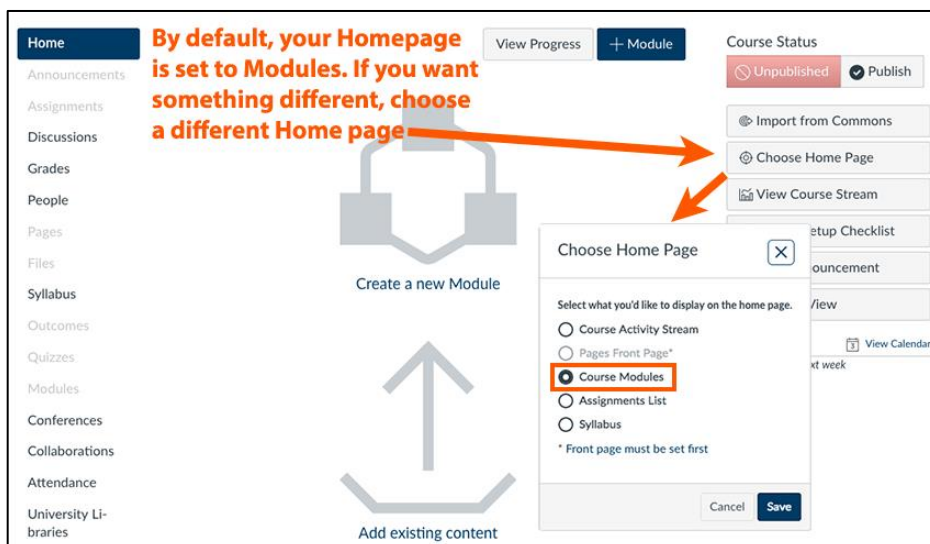 Home
Announcements
Assignments
Discussions
Grades
People
Pages
Files
Syllabus
Outcomes
Quizzes
Modules
Conferences
Collaborations
Attendance
University Li-
braries
By default, your Homepage
is set to Modules. If you want
something different, choose
a different Home page
View Progress
+ Module
Create a new Module
Add existing content
Course Status
Unpublished
Publish
Import from Commons
Choose Home Page
View Course Stream
etup Checklist
ouncement
View
View Calendar
xt week
Choose Home Page
Select what you'd like to display on the home page.
Course Activity Stream
Pages Front Page*
Course Modules
Assignments List
Syllabus
* Front page must be set first
Cancel
Save